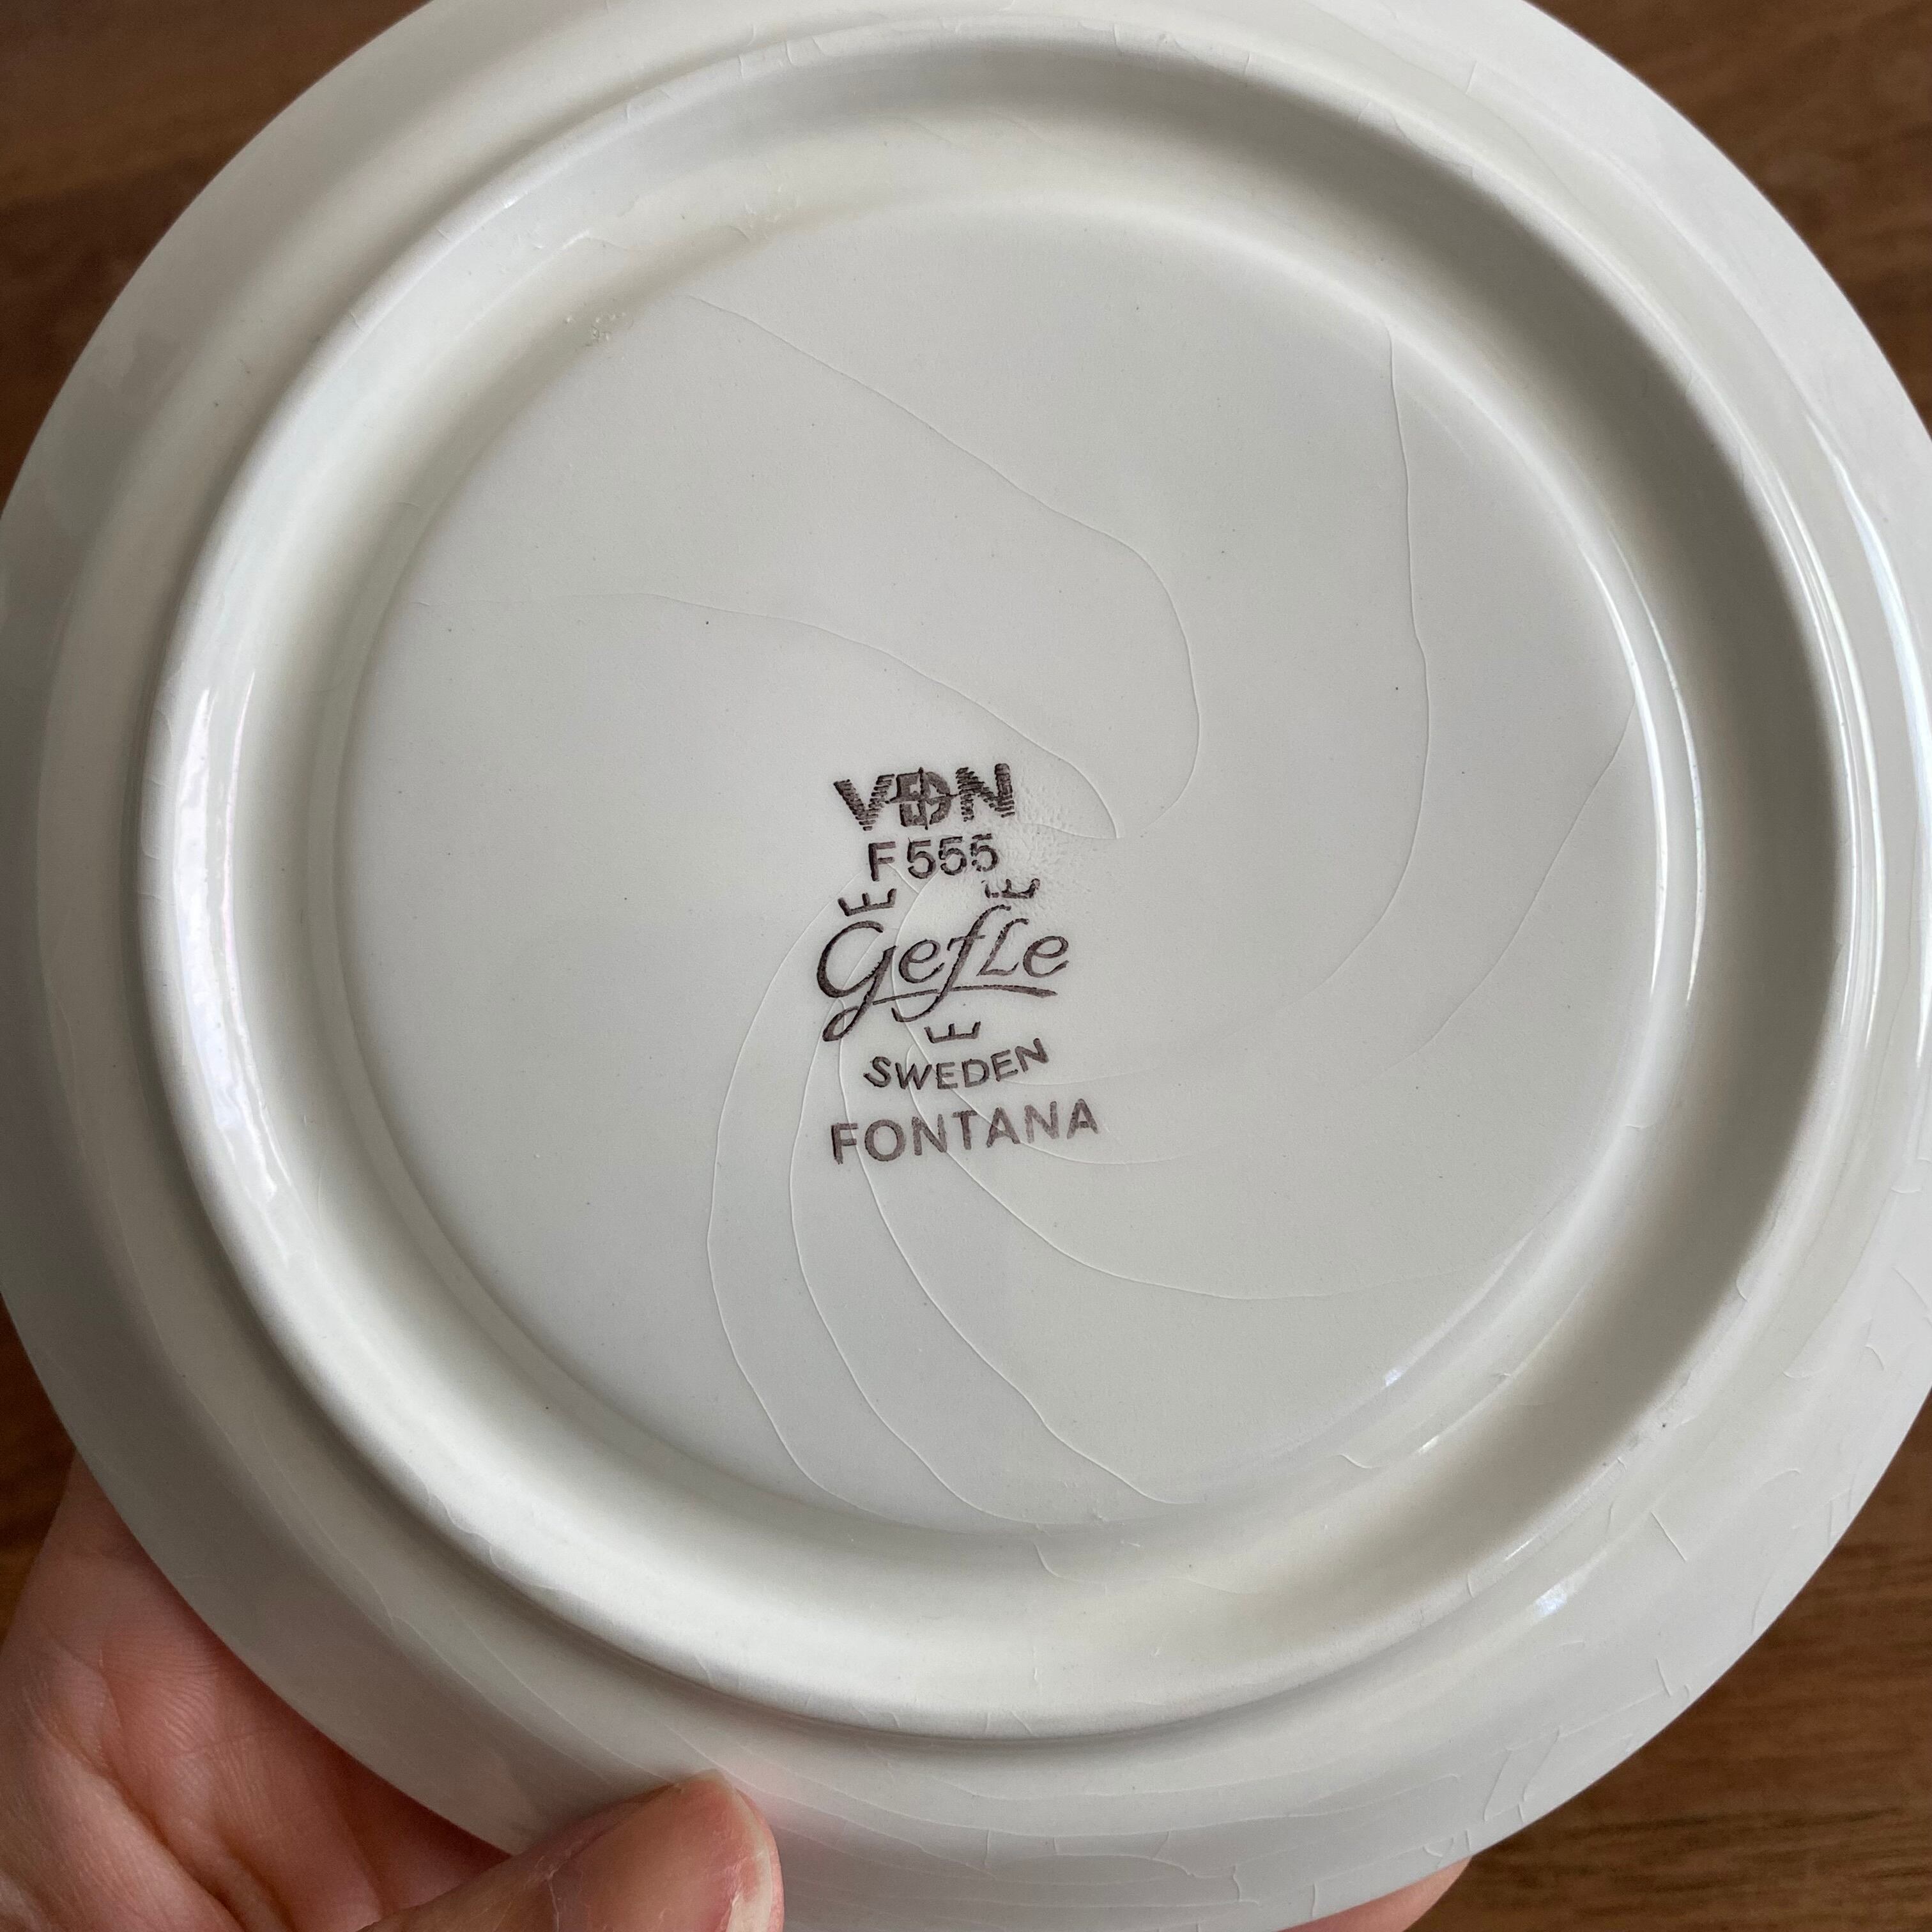 VDN
F555
Gefle
SWEDEN
FONTANA